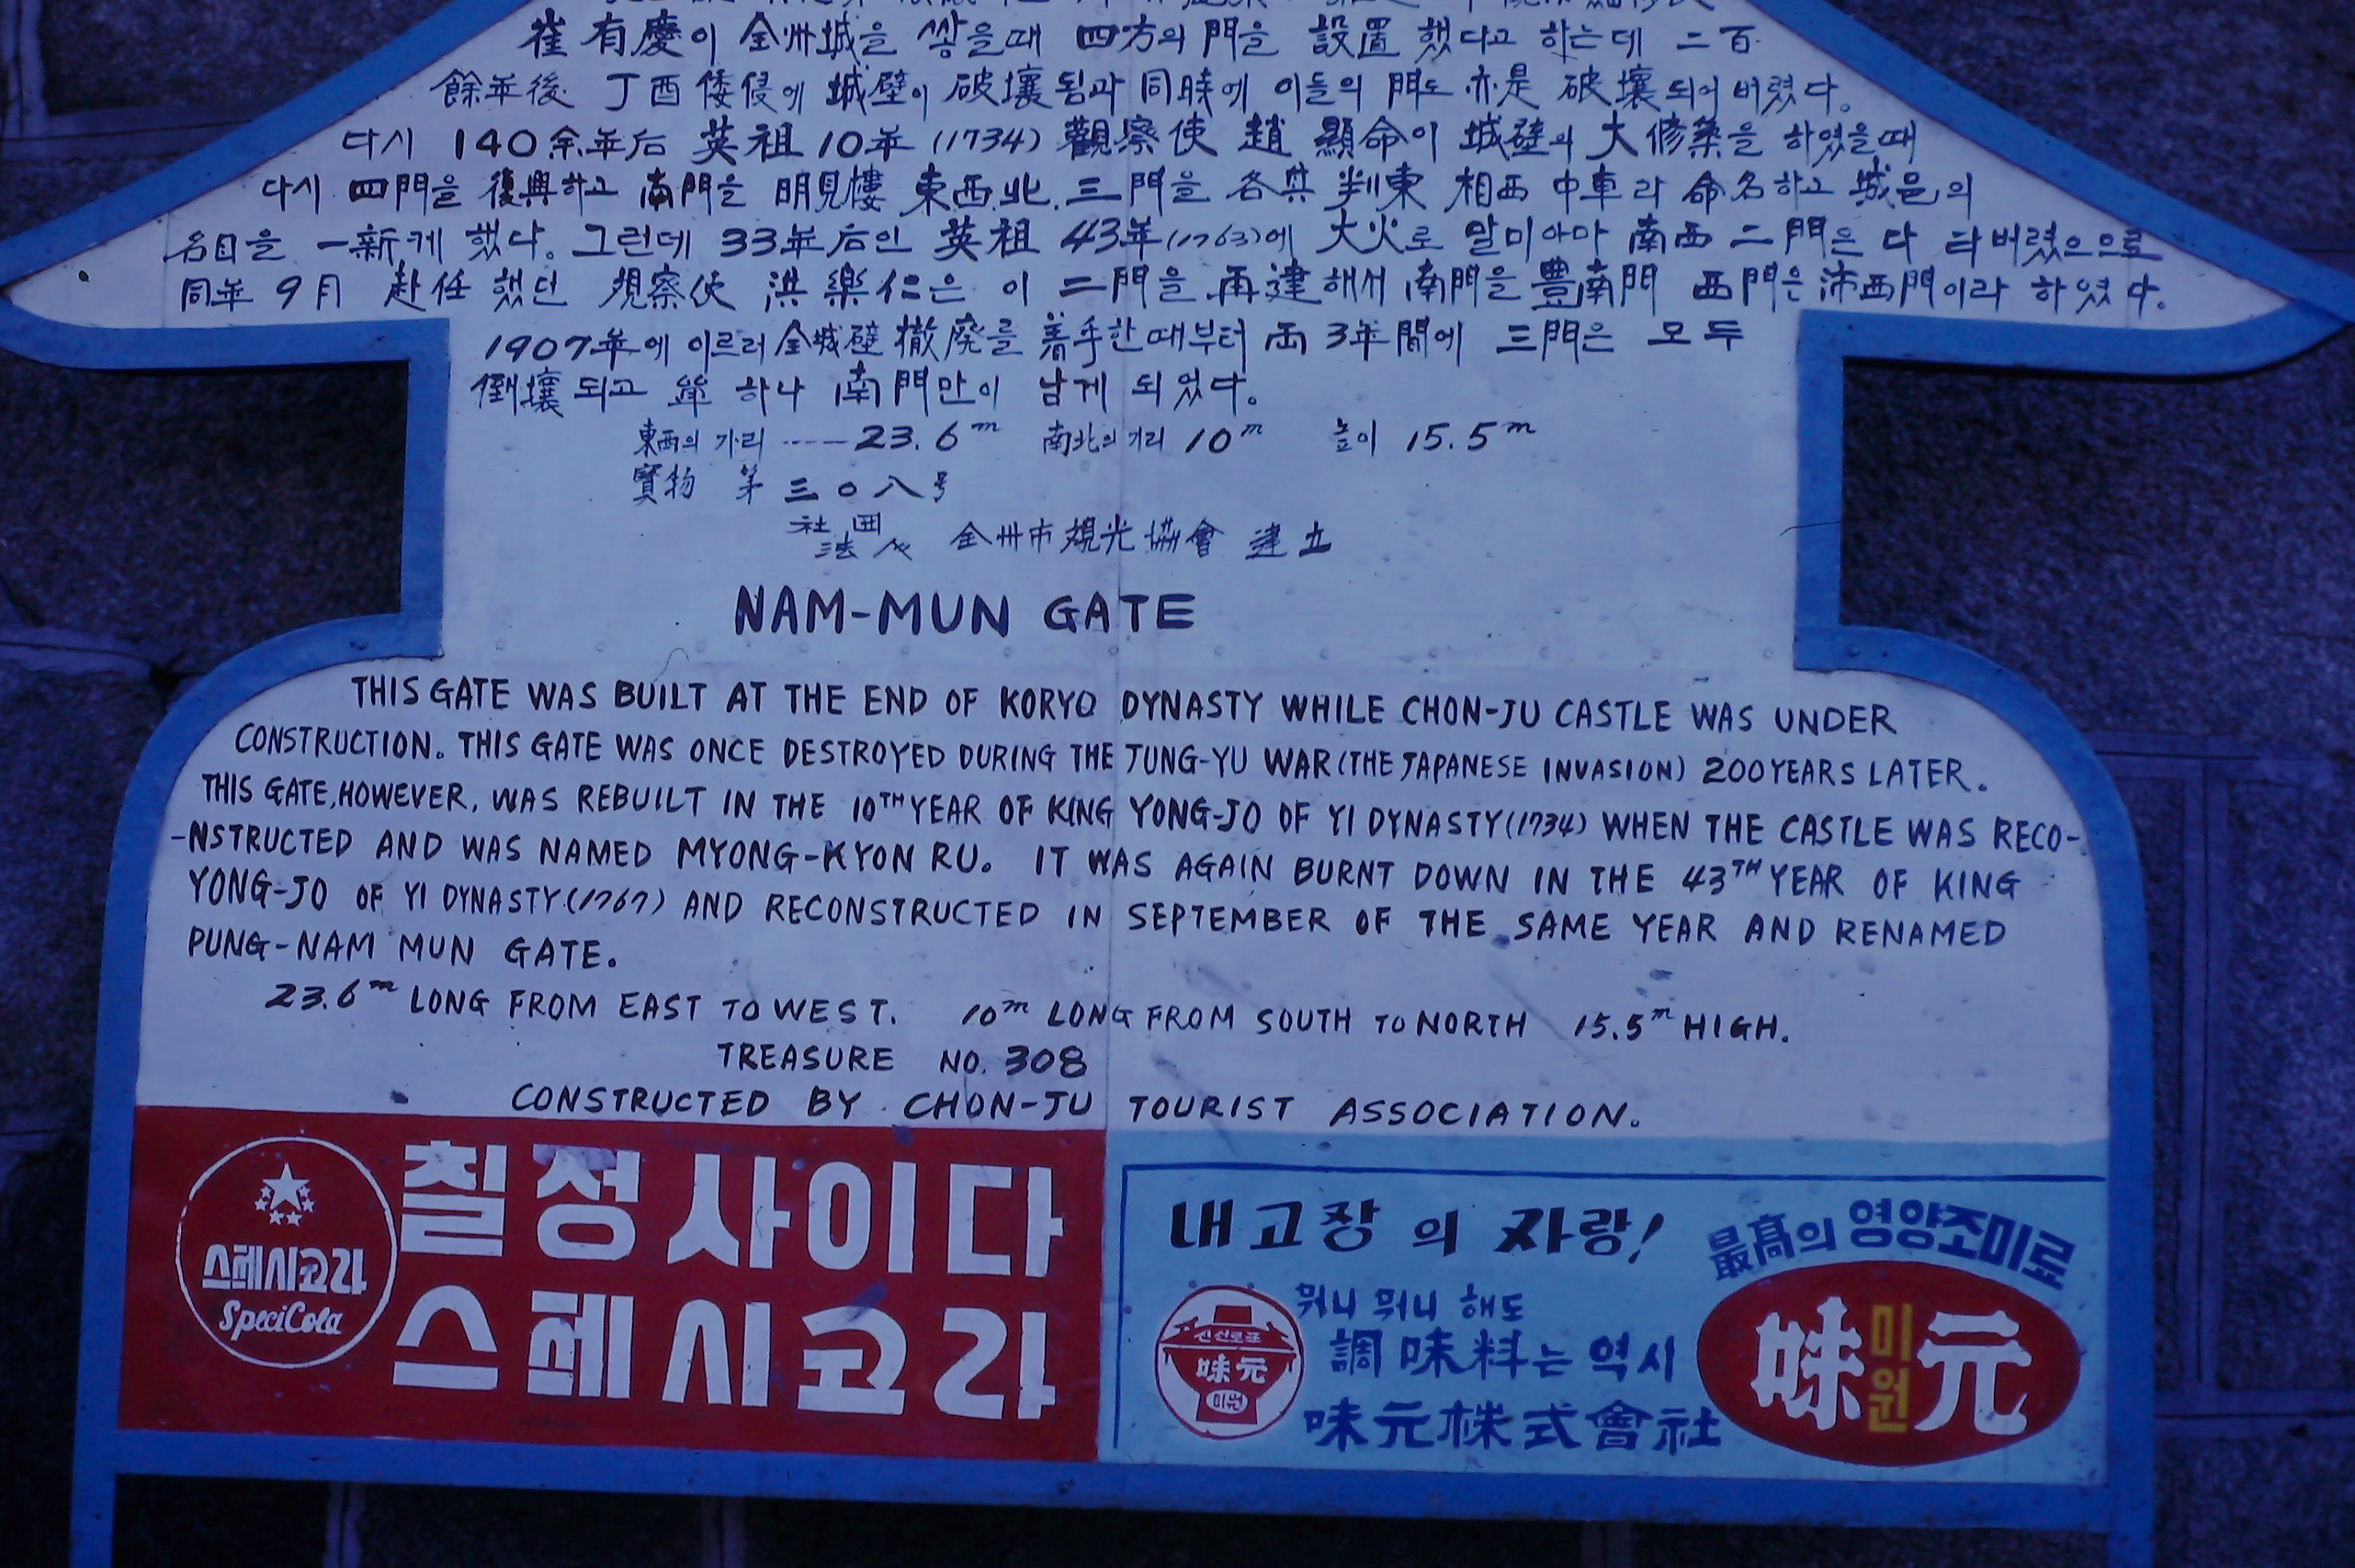 崔有慶이 全州城을 쌓을때 四方의 門을 設置 했다고 하는데 二百
餘年後 丁酉 倭侵에 城壁이 破壞됨과 同時에 이들의 門도 亦是 破壞되어 버렸다.
다시 140余年后 英祖10年(1734) 觀察使 趙 顯命이 城壁의 大修築을 하였을때
다시 四門을 復興하고 南門을 明見樓 東.西.北.三門을 各其 判東 相西 中車라 命名하고 城邑의
名目을 一新케 했다. 그런데 33年后인 英祖 43年(1763)에 大火로 말미아마 南西 二門은 다 타버렸으므로
同年 9月 赴任 했던 觀察使 洪樂仁은 이 二門을 再建해서 南門을 豊南門 西門은 沛西門이라 하였다.
1907年에 이르러 全城壁 撤廃를 着手한때부터 両 3年間에 三門은 모두
倒壞되고 하나 南門만이 남게 되었다.
東西의 거리 ------23.6m 南北의 거리 10m 높이 15.5m
寶物 第 三〇八号
社団法人 全州市 観光協會 建立
NAM-MUN GATE
THIS GATE WAS BUILT AT THE END OF KORYO DYNASTY WHILE CHON-JU CASTLE WAS UNDER
CONSTRUCTION. THIS GATE WAS ONCE DESTROYED DURING THE JUNG-YU WAR (THE JAPANESE INVASION) 200 YEARS LATER.
THIS GATE, HOWEVER, WAS REBUILT IN THE 10TH YEAR OF KING YONG-JO OF YI DYNASTY (1734) WHEN THE CASTLE WAS RECO-
-NSTRUCTED AND WAS NAMED MYONG-KYON RU. IT WAS AGAIN BURNT DOWN IN THE 43TH YEAR OF KING
YONG-JO OF YI DYNASTY (1767) AND RECONSTRUCTED IN SEPTEMBER OF THE SAME YEAR AND RENAMED
PUNG-NAM MUN GATE.
23.6m LONG FROM EAST TO WEST. 10m LONG FROM SOUTH TO NORTH 15.5m HIGH.
TREASURE NO. 308
CONSTRUCTED BY CHON-JU TOURIST ASSOCIATION.
스페시코라
SpeciCola
칠성사이다
스페시코라
내고장의 자랑!
最高의 영양조미료
뭐니 뭐니 해도
調味料는 역시
味元株式會社
신선로표
味元
미원
味미원元